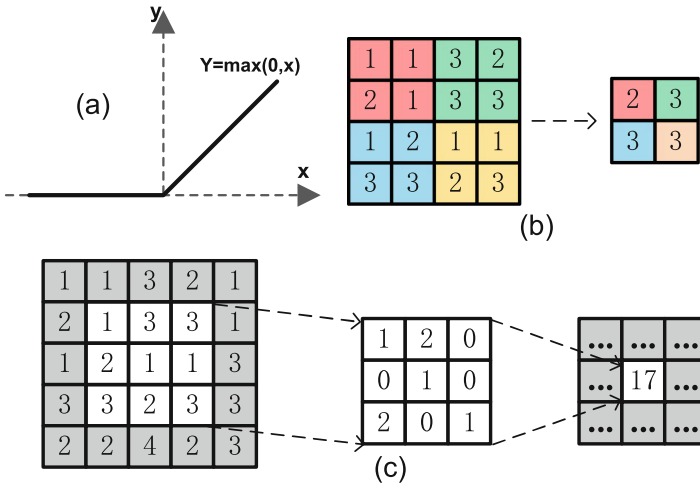 y
Y=max(0,x)
(a)
x
1 1 3 2
2 1 3 3
1 2 1 1
3 3 2 3
2 3
3 3
(b)
1 1 3 2 1
2 1 3 3 1
1 2 1 1 3
3 3 2 3 3
2 2 4 2 3
1 2 0
0 1 0
2 0 1
... ... ...
... 17 ...
... ... ...
(c)